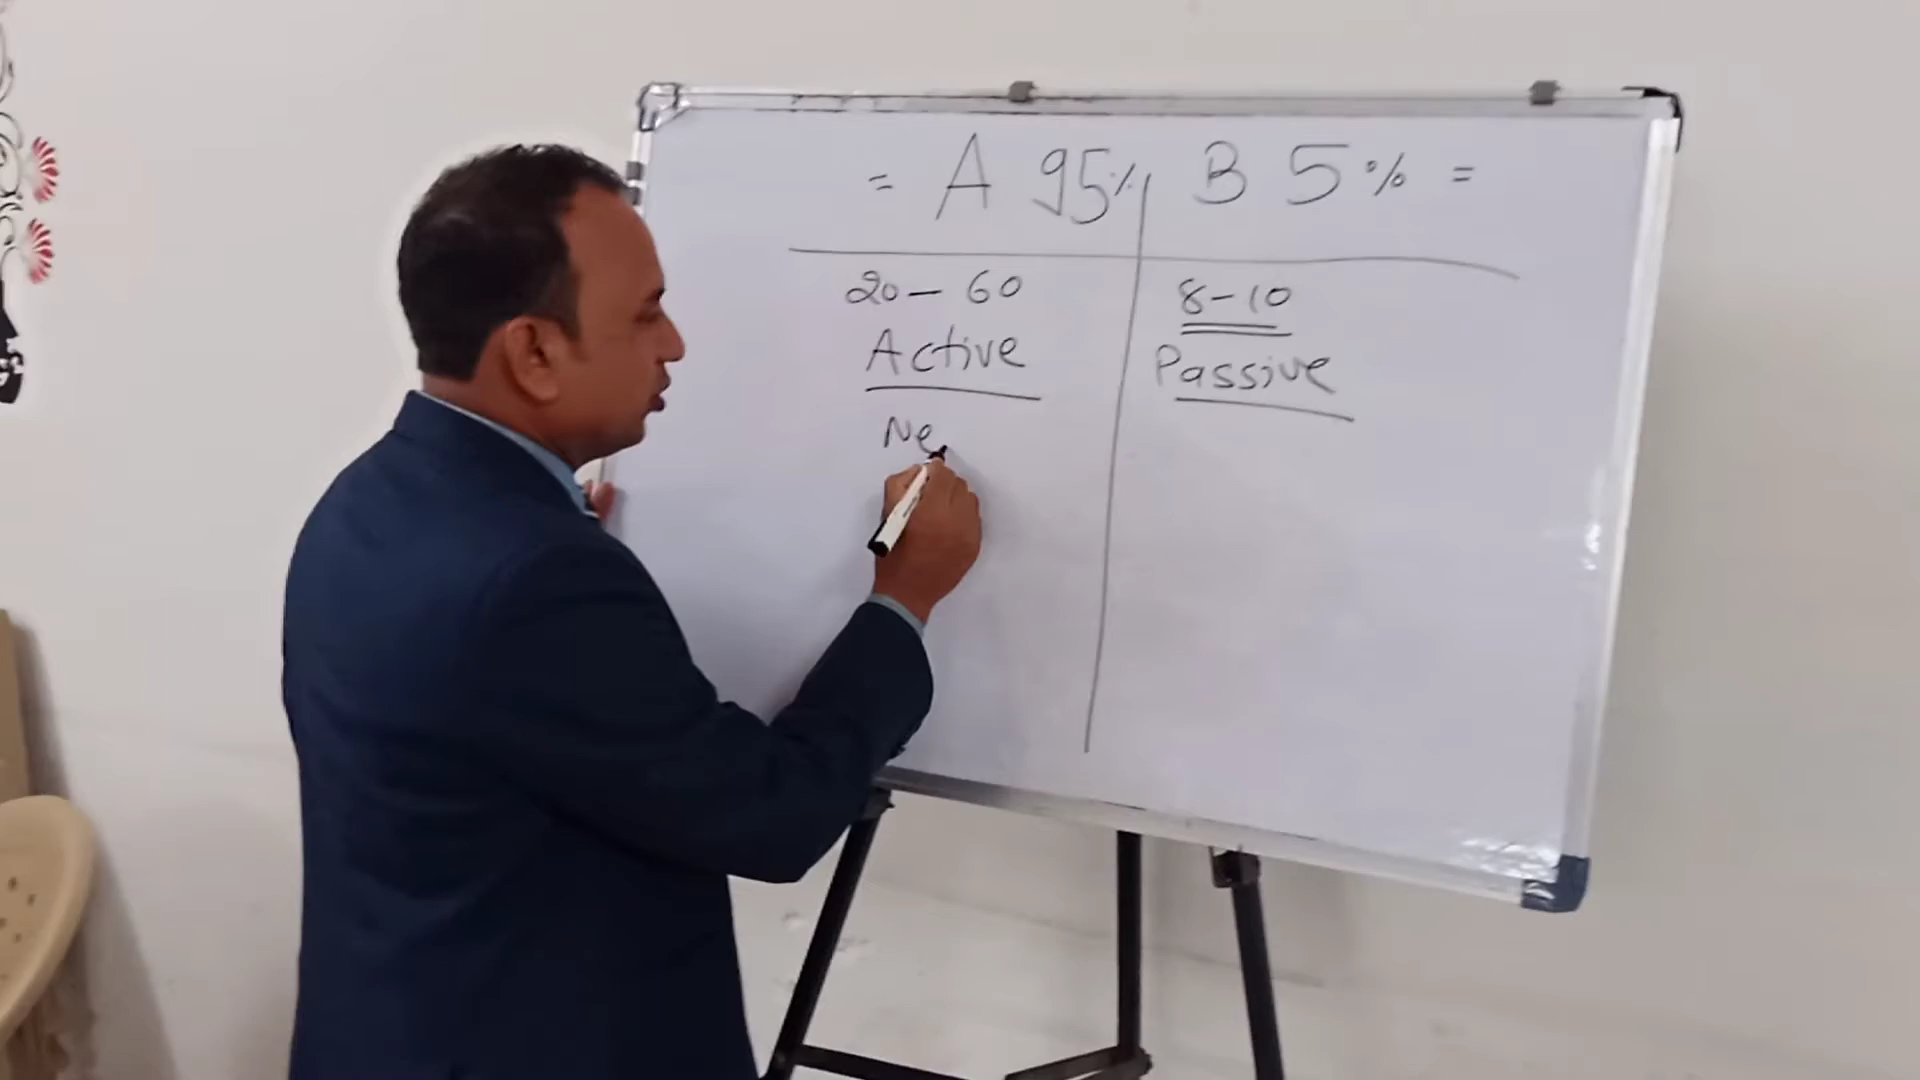 = A 95% B 5% =
20 - 60
8 - 10
Active
Passive
Ne